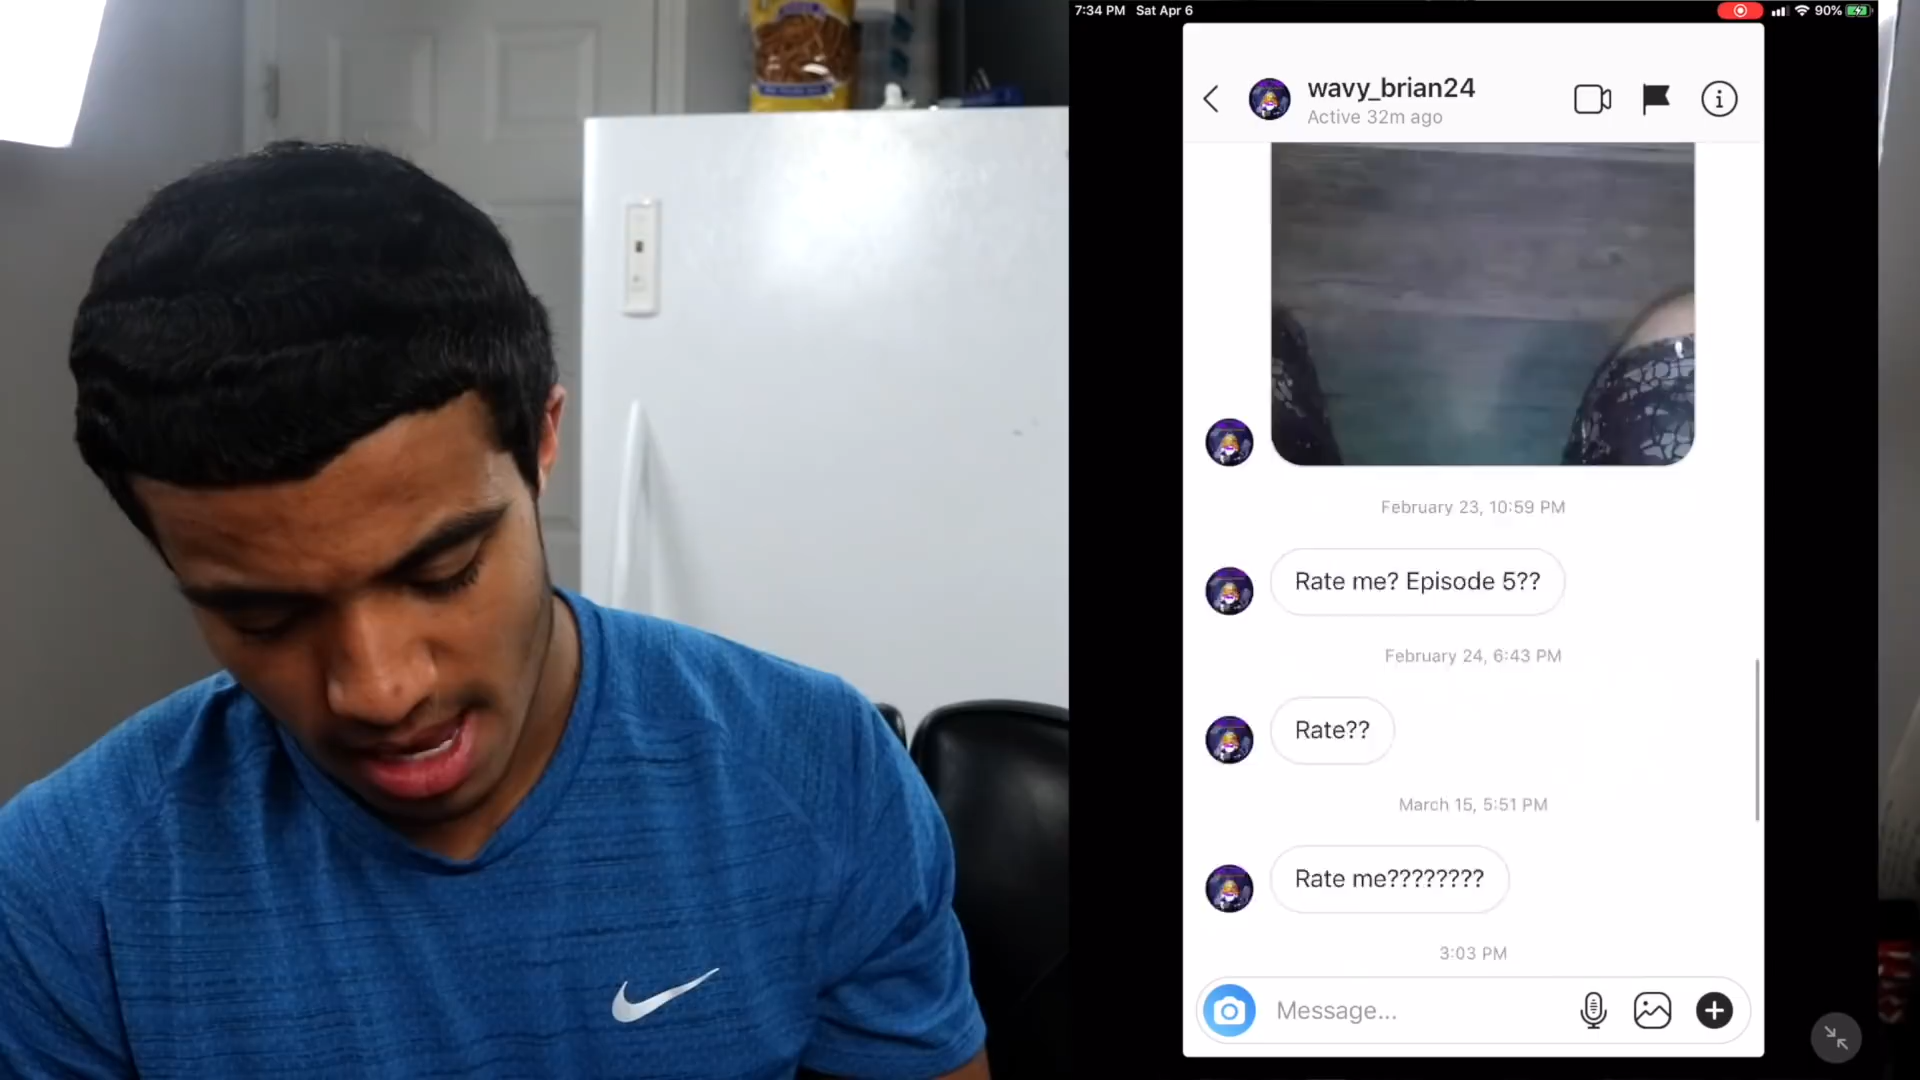 7:34 PM Sat Apr 6
90%
wavy_brian24
Active 32m ago
February 23, 10:59 PM
Rate me? Episode 5??
February 24, 6:43 PM
Rate??
March 15, 5:51 PM
Rate me????????
3:03 PM
Message...